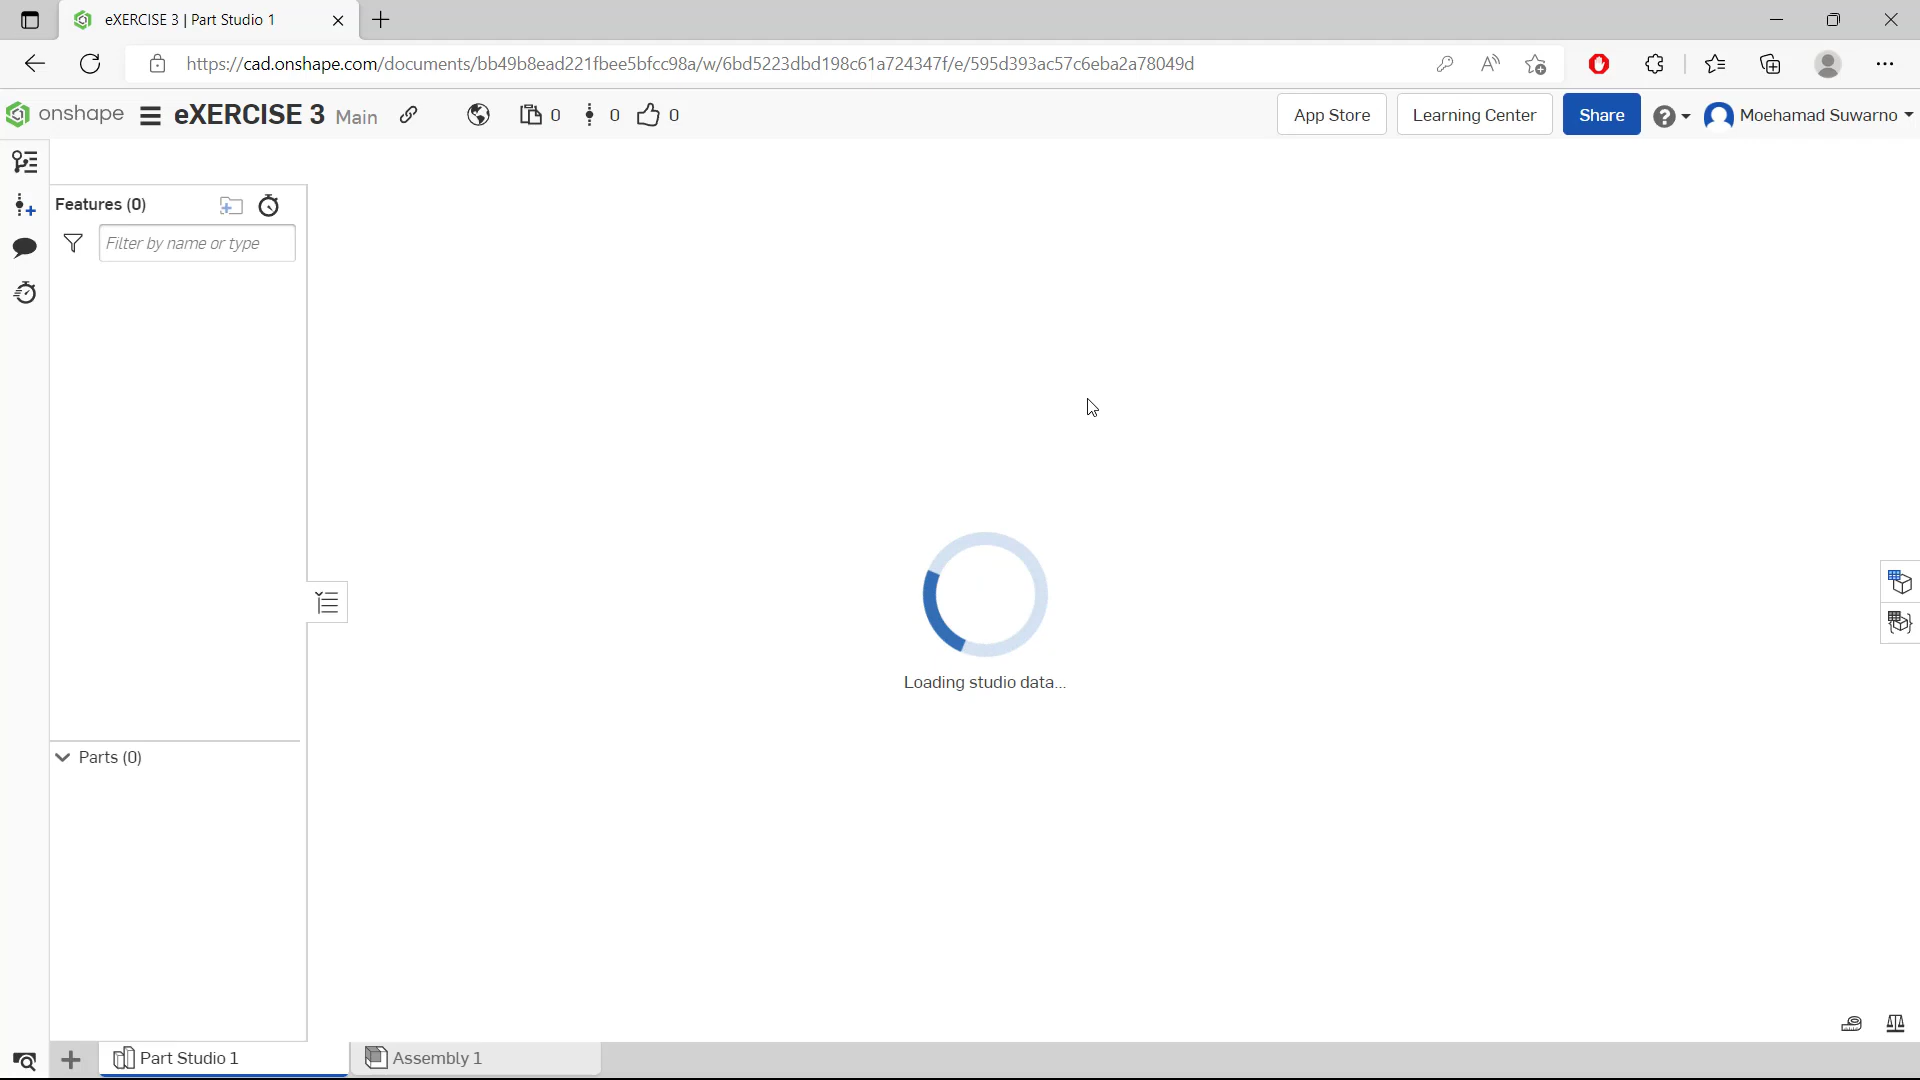 eXERCISE 3 | Part Studio 1
https://cad.onshape.com/documents/bb49b8ead221fbee5bfcc98a/w/6bd5223dbd198c61a724347f/e/595d393ac57c6eba2a78049d
onshape eXERCISE 3 Main 0 0 0 App Store Learning Center Share ? Moehamad Suwarno
Features (0)
Filter by name or type
Loading studio data...
Parts (0)
Part Studio 1 Assembly 1